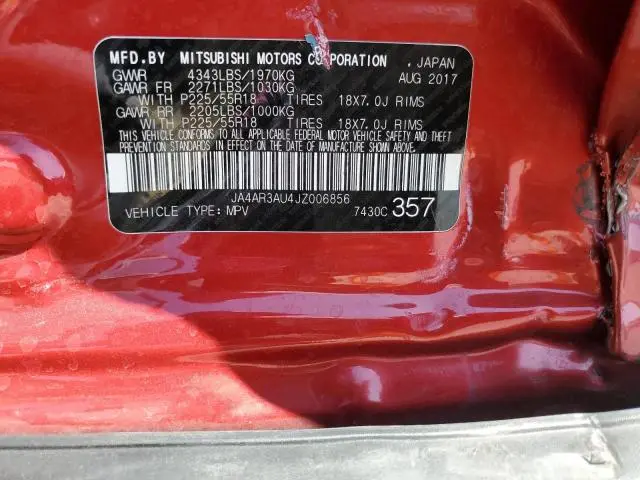 MFD.BY MITSUBISHI MOTORS CORPORATION , JAPAN
GVWR 4343LBS/1970KG AUG 2017
GAWR FR 2271LBS/1030KG
WITH P225/55R18 TIRES 18X7.0J RIMS
GAWR RR 2205LBS/1000KG
WITH P225/55R18 TIRES 18X7.0J RIMS
THIS VEHICLE CONFORMS TO ALL APPLICABLE FEDERAL MOTOR VEHICLE SAFETY AND THEFT
PREVENTION STANDARDS IN EFFECT ON THE DATE OF MANUFACTURE SHOWN ABOVE.
JA4AR3AU4JZ006856
VEHICLE TYPE: MPV 7430C 357